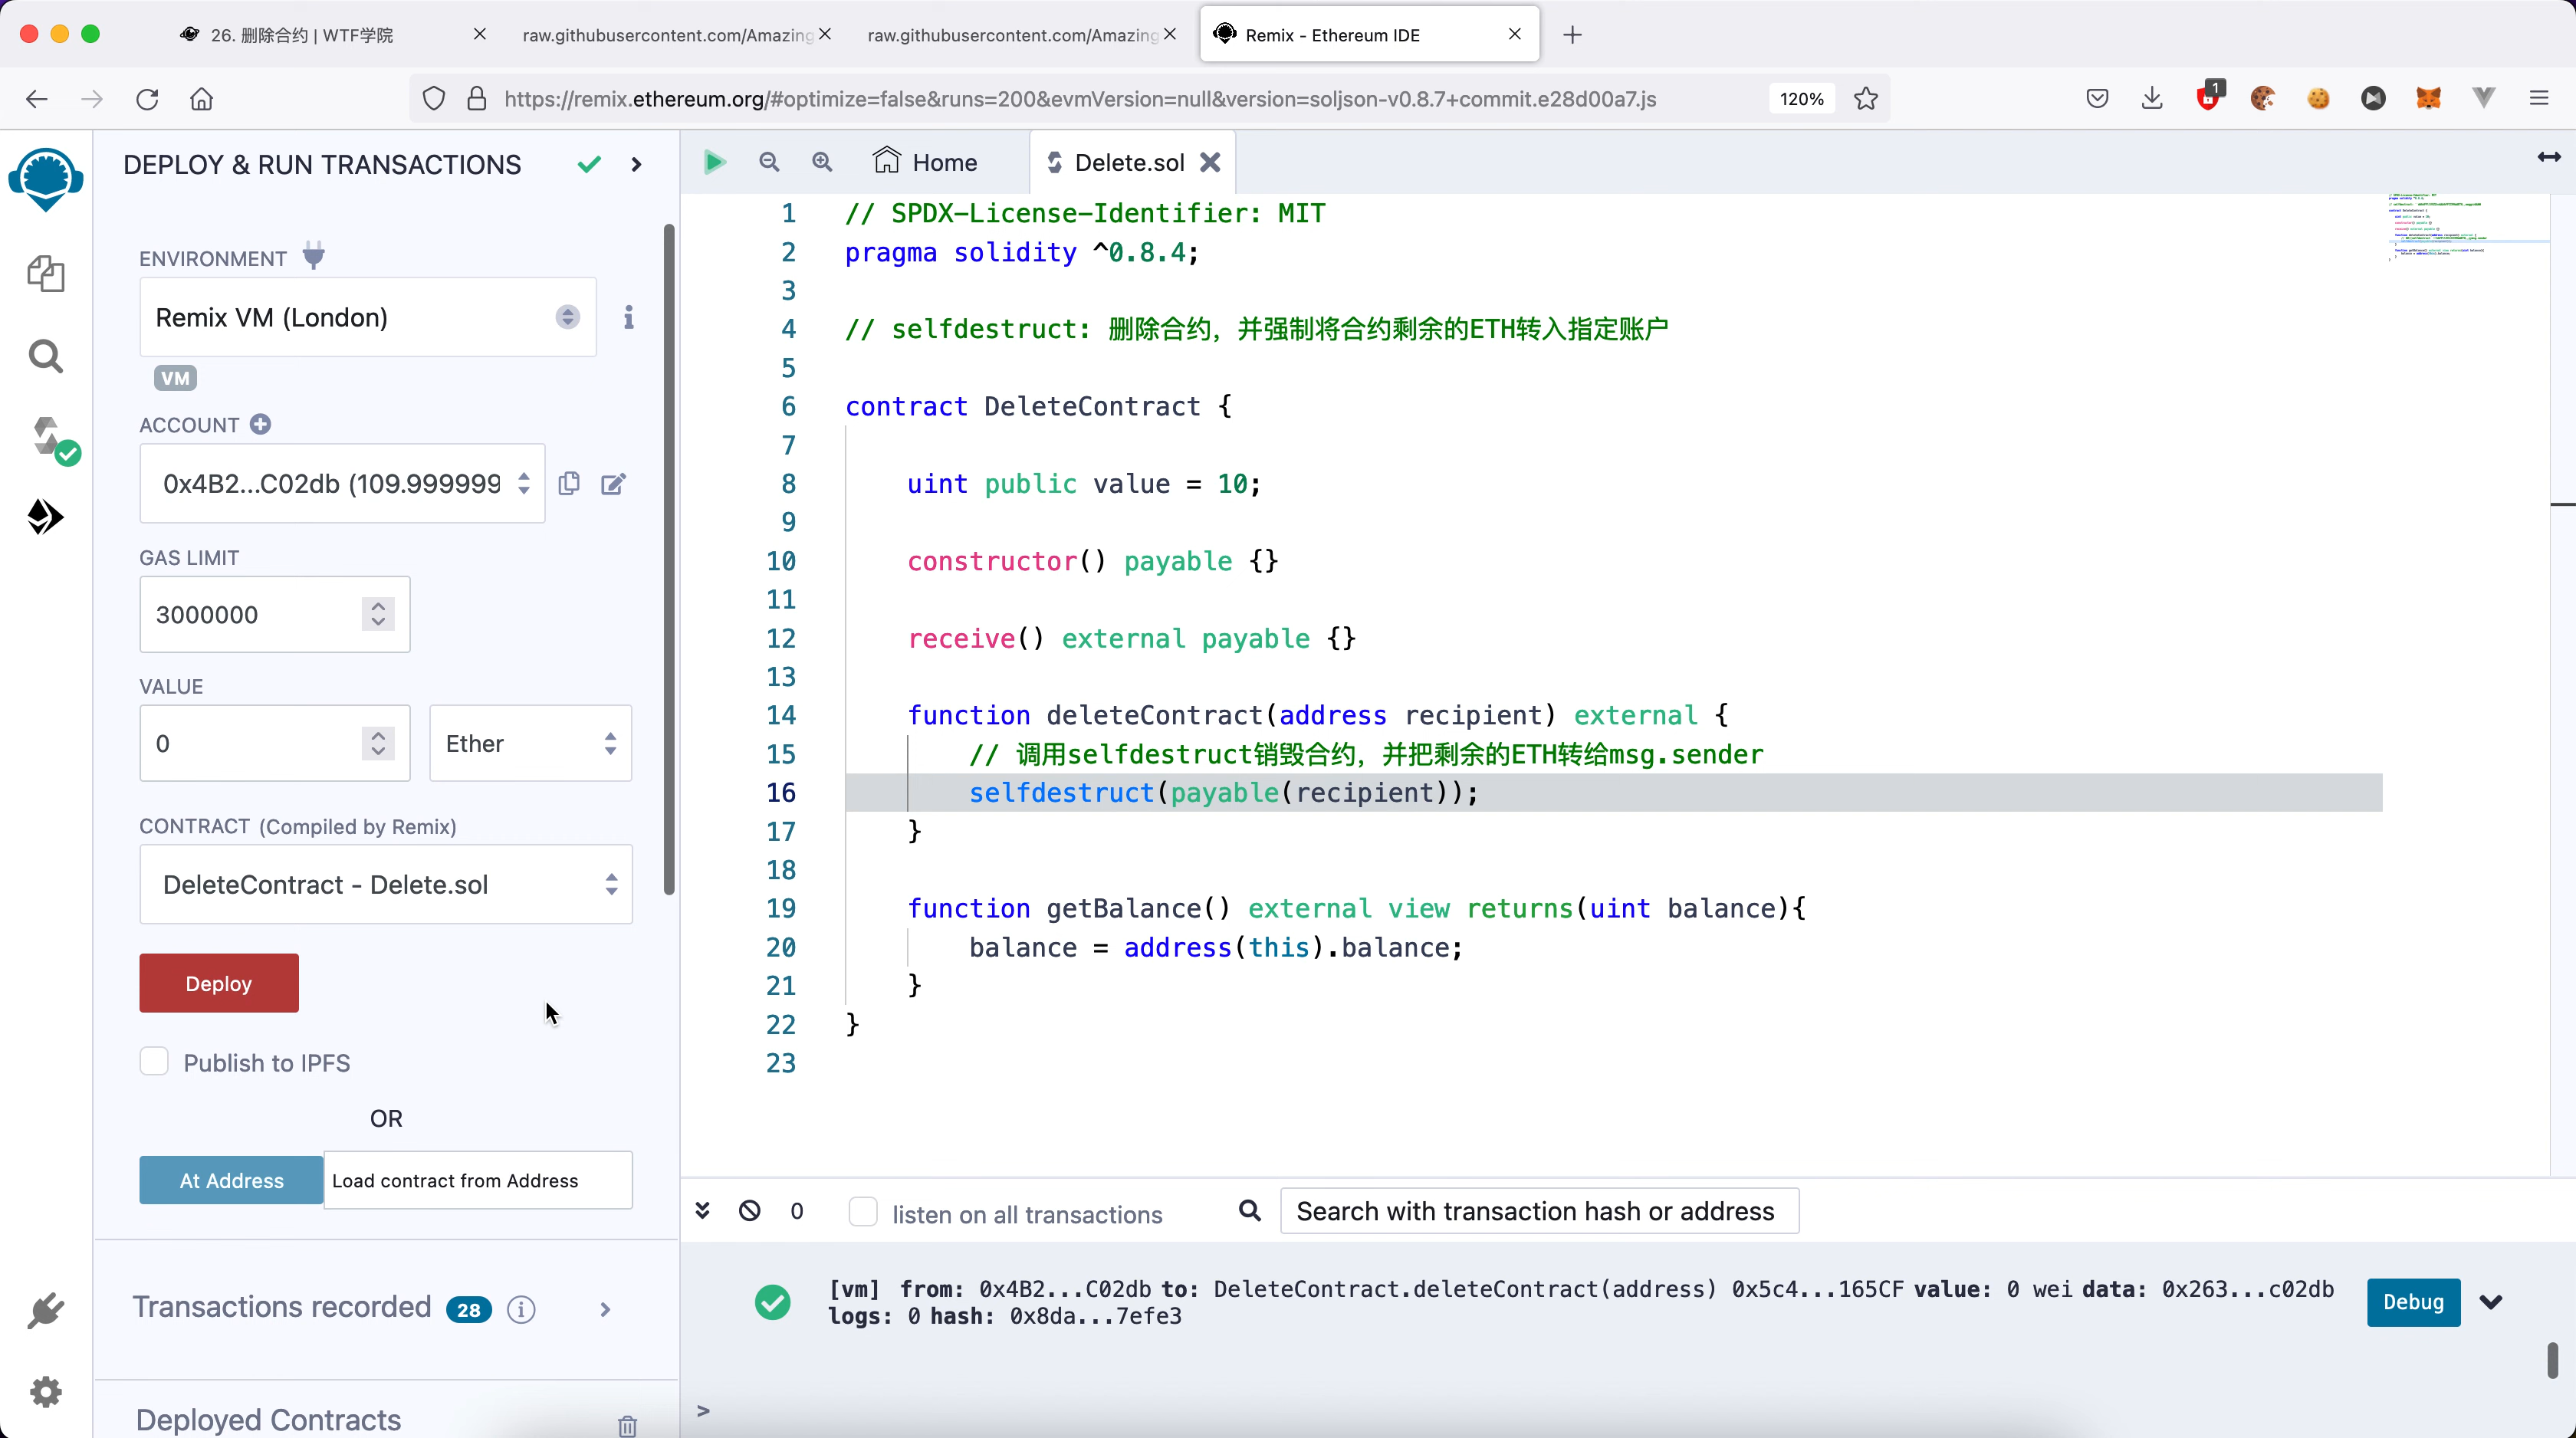 26. 删除合约 | WTF学院
raw.githubusercontent.com/Amazing
raw.githubusercontent.com/Amazing
Remix - Ethereum IDE
https://remix.ethereum.org/#optimize=false&runs=200&evmVersion=null&version=soljson-v0.8.7+commit.e28d00a7.js
120%
1
DEPLOY & RUN TRANSACTIONS
ENVIRONMENT
Remix VM (London)
VM
ACCOUNT
0x4B2...C02db (109.999999
GAS LIMIT
3000000
VALUE
0
Ether
CONTRACT (Compiled by Remix)
DeleteContract - Delete.sol
Deploy
Publish to IPFS
OR
At Address
Load contract from Address
Transactions recorded 28
Deployed Contracts
Home
Delete.sol
1 // SPDX-License-Identifier: MIT
2 pragma solidity ^0.8.4;
3
4 // selfdestruct: 删除合约，并强制将合约剩余的ETH转入指定账户
5
6 contract DeleteContract {
7
8 uint public value = 10;
9
10 constructor() payable {}
11
12 receive() external payable {}
13
14 function deleteContract(address recipient) external {
15 // 调用selfdestruct销毁合约，并把剩余的ETH转给msg.sender
16 selfdestruct(payable(recipient));
17 }
18
19 function getBalance() external view returns(uint balance){
20 balance = address(this).balance;
21 }
22 }
23
0
listen on all transactions
Search with transaction hash or address
[vm] from: 0x4B2...C02db to: DeleteContract.deleteContract(address) 0x5c4...165CF value: 0 wei data: 0x263...c02db
logs: 0 hash: 0x8da...7efe3
Debug
>